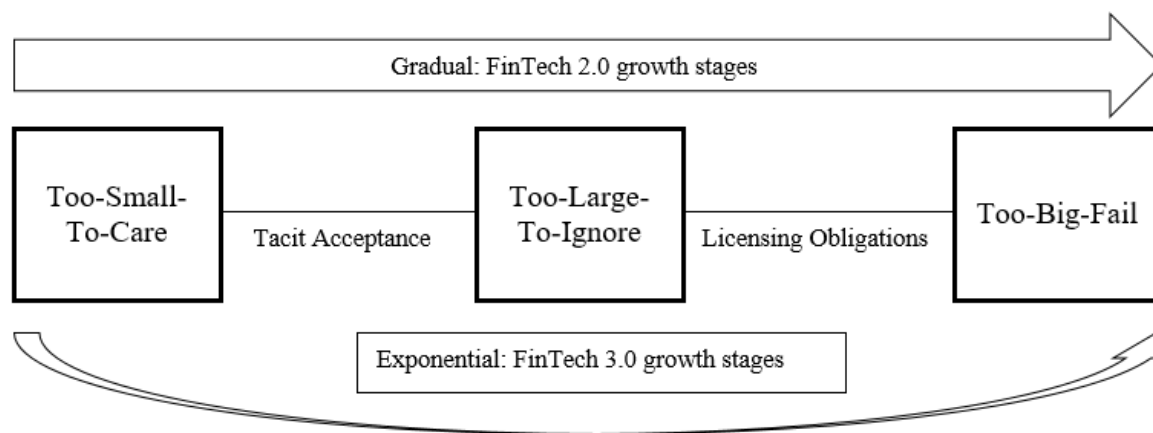 Gradual: FinTech 2.0 growth stages
Too-Small-
To-Care
Tacit Acceptance
Too-Large-
To-Ignore
Licensing Obligations
Too-Big-Fail
Exponential: FinTech 3.0 growth stages